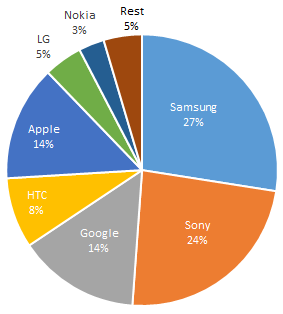 Rest
5%
Nokia
3%
LG
5%
Samsung
27%
Apple
14%
HTC
8%
Sony
24%
Google
14%